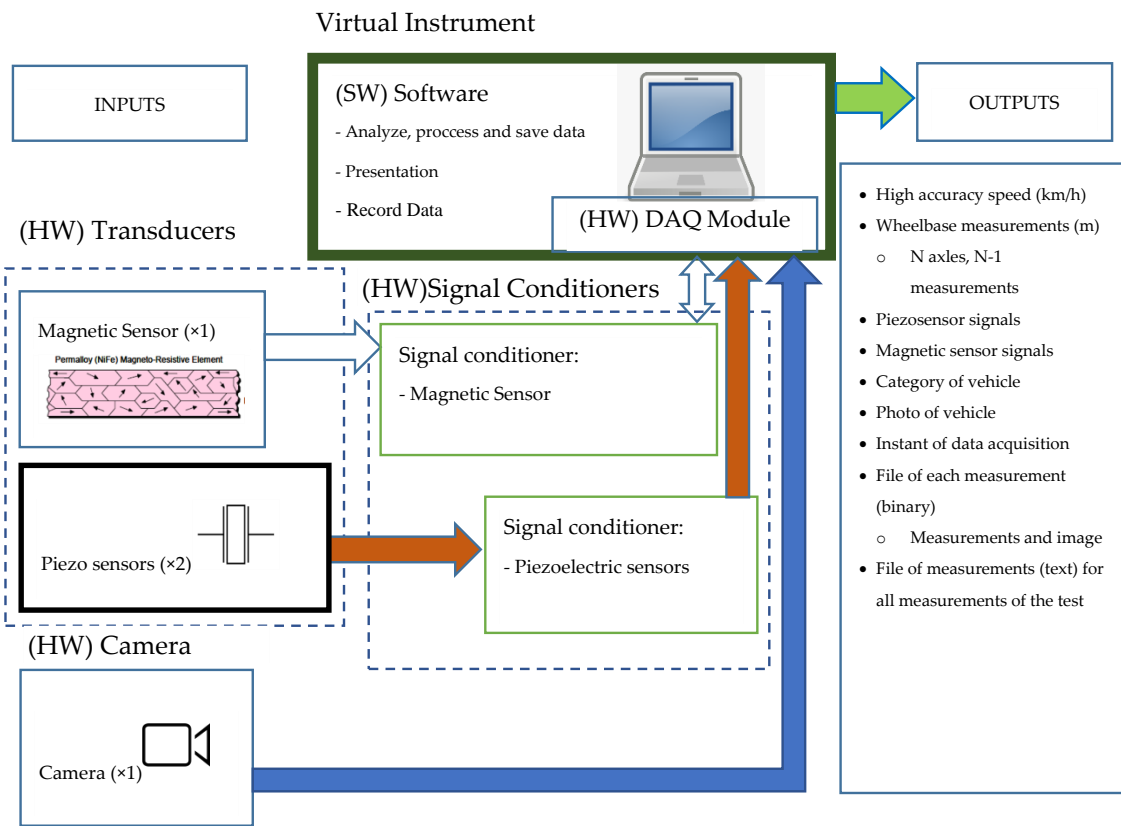 Virtual Instrument
INPUTS
(SW) Software
- Analyze, proccess and save data
- Presentation
- Record Data
(HW) DAQ Module
OUTPUTS
(HW) Transducers
Magnetic Sensor (×1)
Permalloy (NiFe) Magneto-Resistive Element
Piezo sensors (×2)
(HW)Signal Conditioners
Signal conditioner:
- Magnetic Sensor
Signal conditioner:
- Piezoelectric sensors
(HW) Camera
Camera (×1)
• High accuracy speed (km/h)
• Wheelbase measurements (m)
o N axles, N-1
measurements
• Piezosensor signals
• Magnetic sensor signals
• Category of vehicle
• Photo of vehicle
• Instant of data acquisition
• File of each measurement
(binary)
o Measurements and image
• File of measurements (text) for
all measurements of the test